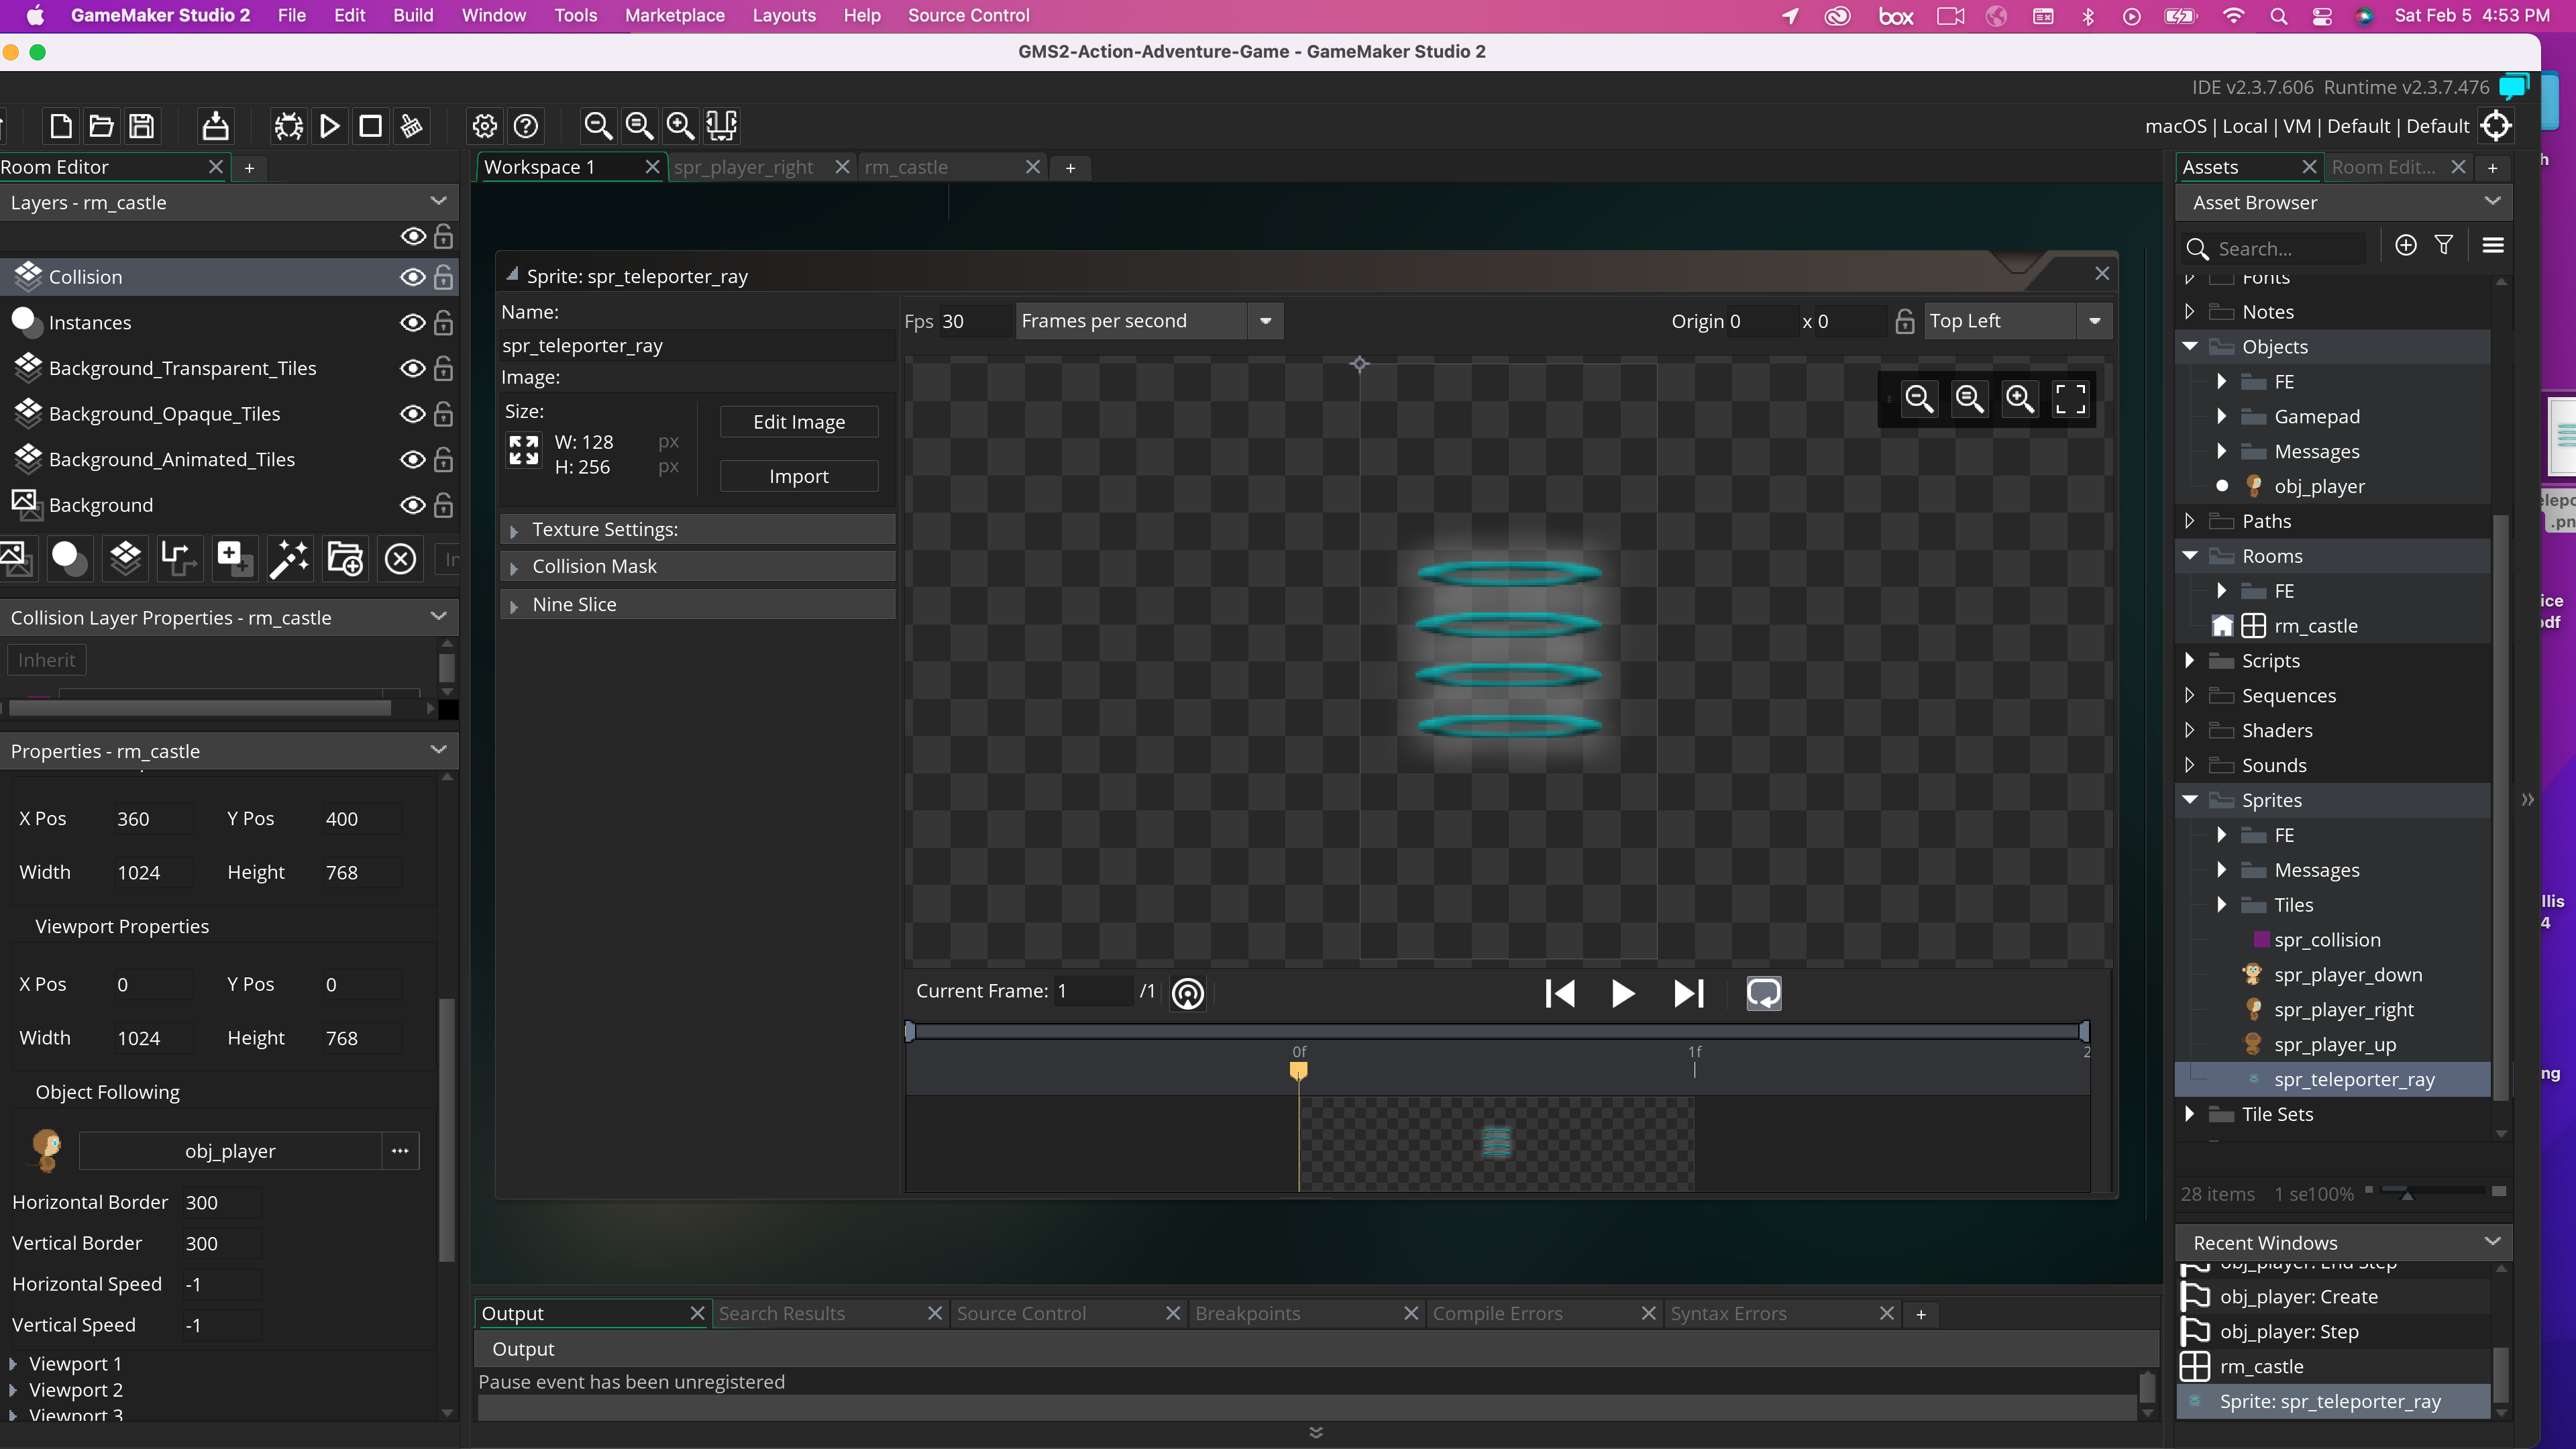 GameMaker Studio 2 File Edit Build Window Tools Marketplace Layouts Help Source Control box Sat Feb 5 4:53 PM
GMS2-Action-Adventure-Game - GameMaker Studio 2
IDE v2.3.7.606 Runtime v2.3.7.476
macOS | Local | VM | Default | Default
Room Editor
Layers - rm_castle
Collision
Instances
Background_Transparent_Tiles
Background_Opaque_Tiles
Background_Animated_Tiles
Background
Collision Layer Properties - rm_castle
Inherit
Properties - rm_castle
X Pos 360 Y Pos 400
Width 1024 Height 768
Viewport Properties
X Pos 0 Y Pos 0
Width 1024 Height 768
Object Following
obj_player ...
Horizontal Border 300
Vertical Border 300
Horizontal Speed -1
Vertical Speed -1
Viewport 1
Viewport 2
Viewport 3
Workspace 1 spr_player_right rm_castle
Sprite: spr_teleporter_ray
Name:
spr_teleporter_ray
Image:
Size:
W: 128 px
H: 256 px
Edit Image
Import
Texture Settings:
Collision Mask
Nine Slice
Fps 30 Frames per second Origin 0 x 0 Top Left
Current Frame: 1 /1
0f 1f 2
Output Search Results Source Control Breakpoints Compile Errors Syntax Errors
Output
Pause event has been unregistered
Assets Room Edit...
Asset Browser
Search...
Fonts
Notes
Objects
FE
Gamepad
Messages
obj_player
Paths
Rooms
FE
rm_castle
Scripts
Sequences
Shaders
Sounds
Sprites
FE
Messages
Tiles
spr_collision
spr_player_down
spr_player_right
spr_player_up
spr_teleporter_ray
Tile Sets
28 items 1 se100%
Recent Windows
obj_player: End Step
obj_player: Create
obj_player: Step
rm_castle
Sprite: spr_teleporter_ray